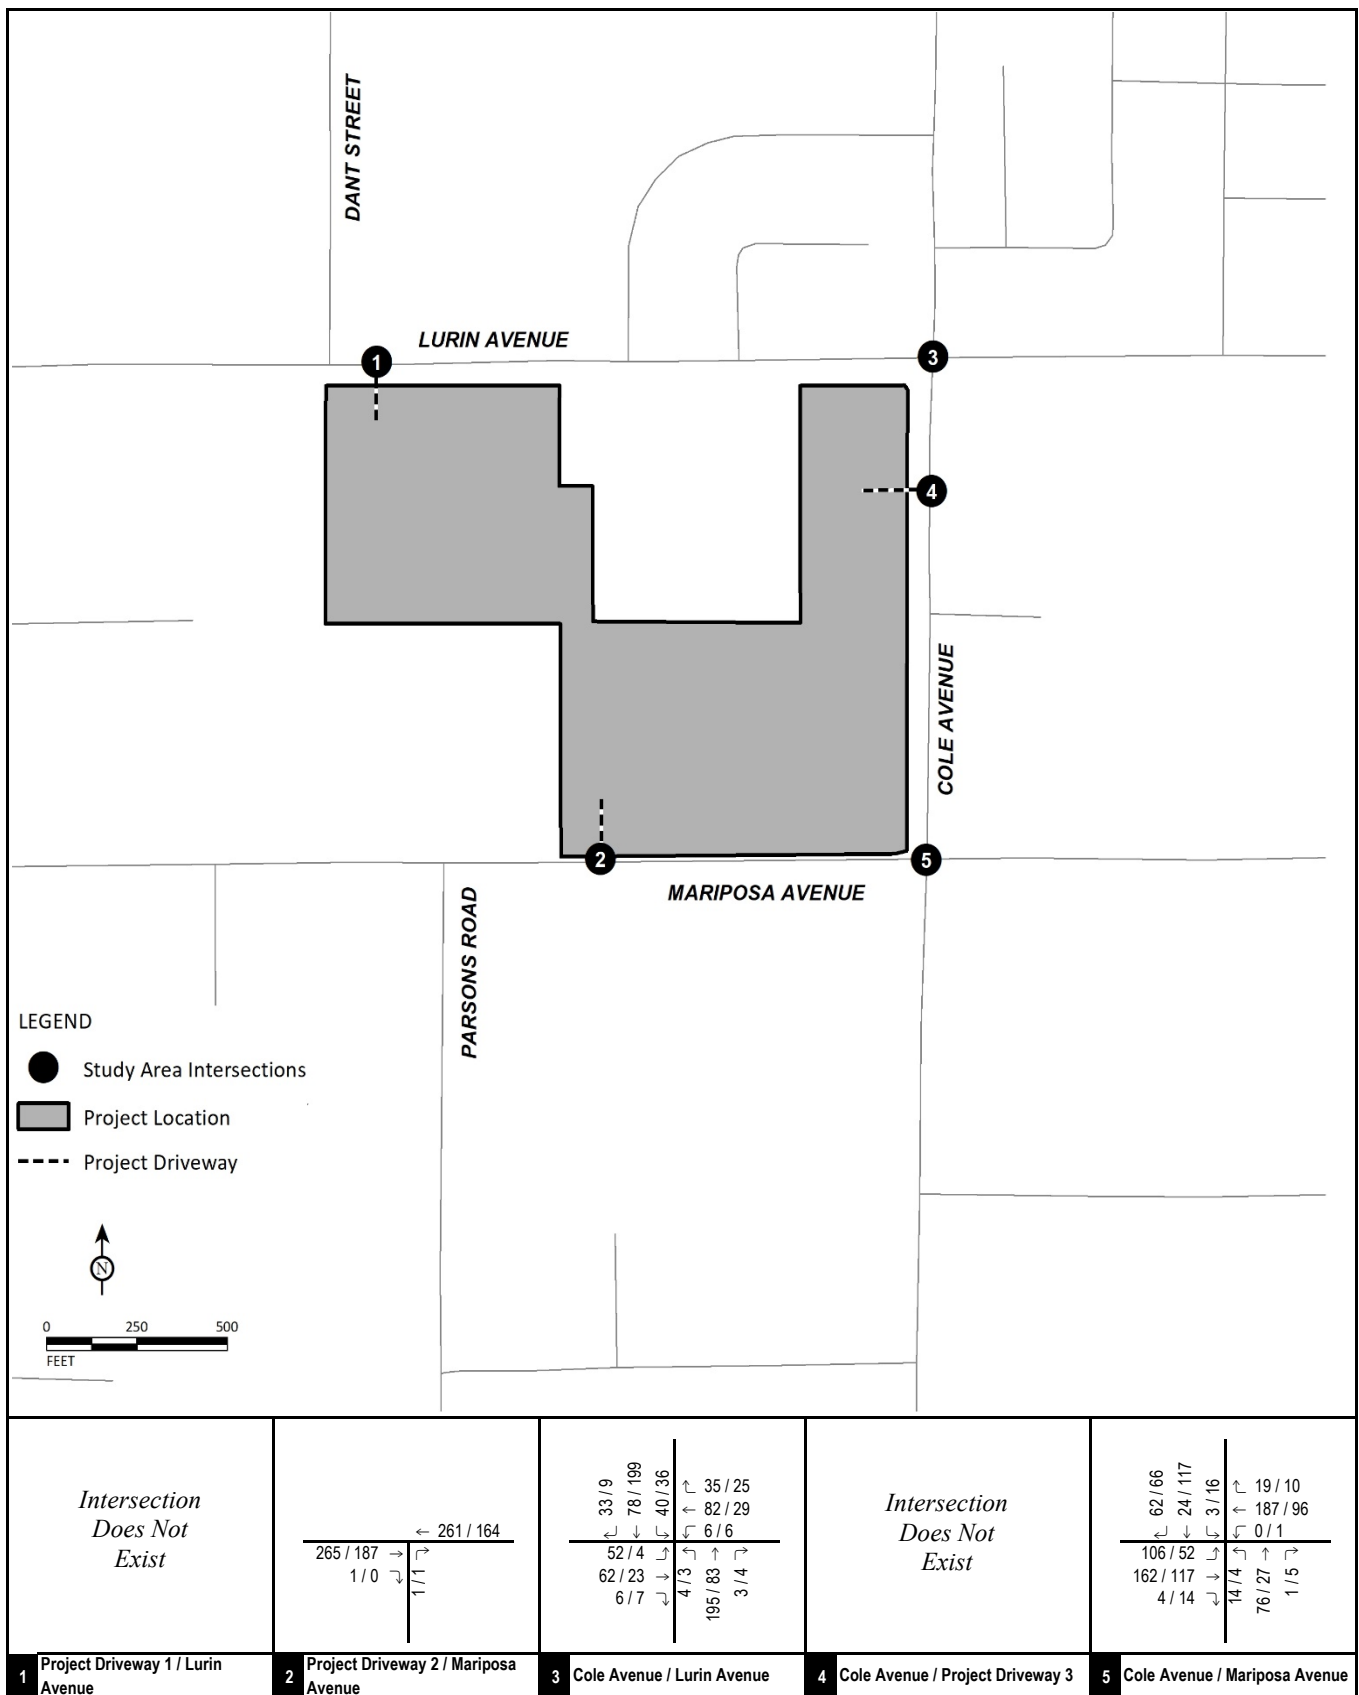 DANT STREET
LURIN AVENUE
1
3
4
COLE AVENUE
2
5
MARIPOSA AVENUE
PARSONS ROAD
LEGEND
Study Area Intersections
Project Location
Project Driveway
N
0 250 500
FEET
Intersection
Does Not
Exist
1 Project Driveway 1 / Lurin
Avenue
← 261 / 164
265 / 187 →
1 / 0
1 / 1
2 Project Driveway 2 / Mariposa
Avenue
33 / 9
78 / 199
40 / 36
35 / 25
← 82 / 29
6 / 6
52 / 4
62 / 23 →
6 / 7
4 / 3
195 / 83
3 / 4
3 Cole Avenue / Lurin Avenue
Intersection
Does Not
Exist
4 Cole Avenue / Project Driveway 3
62 / 66
24 / 117
3 / 16
19 / 10
← 187 / 96
0 / 1
106 / 52
162 / 117 →
4 / 14
14 / 4
76 / 27
1 / 5
5 Cole Avenue / Mariposa Avenue